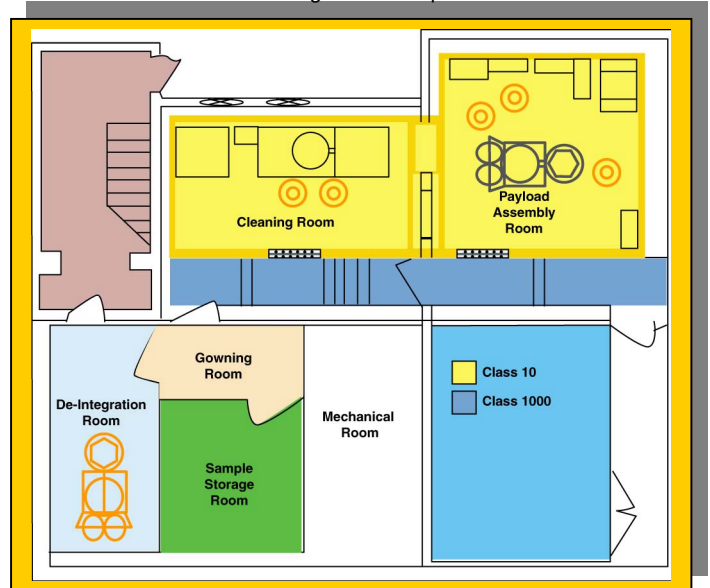 Cleaning Room
Payload
Assembly
Room
Gowning
Room
De-Integration
Room
Mechanical
Room
Sample
Storage
Room
Class 10
Class 1000